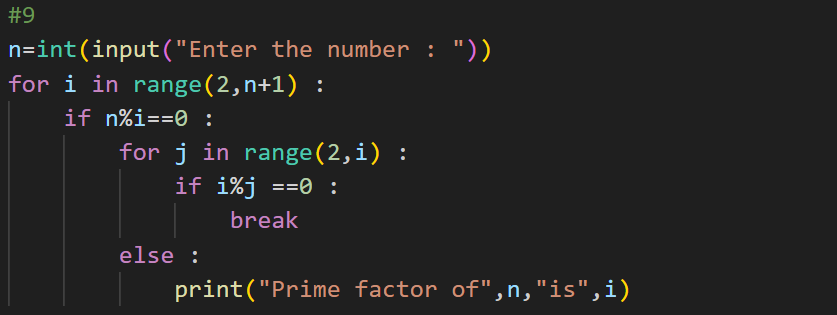 #9
n=int(input("Enter the number : "))
for i in range(2,n+1) :
    if n%i==0 :
        for j in range(2,i) :
            if i%j ==0 :
                break
        else :
            print("Prime factor of",n,"is",i)